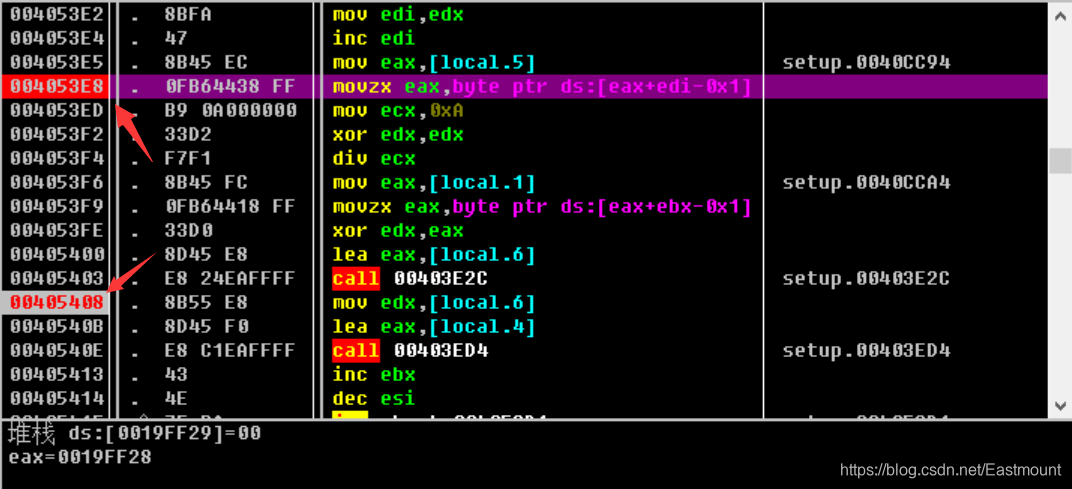 004053E2 . 8BFA mov edi,edx
004053E4 . 47 inc edi
004053E5 . 8B45 EC mov eax,[local.5] setup.0040CC94
004053E8 . 0FB64438 FF movzx eax,byte ptr ds:[eax+edi-0x1]
004053ED . B9 0A000000 mov ecx,0xA
004053F2 . 33D2 xor edx,edx
004053F4 . F7F1 div ecx
004053F6 . 8B45 FC mov eax,[local.1] setup.0040CCA4
004053F9 . 0FB64418 FF movzx eax,byte ptr ds:[eax+ebx-0x1]
004053FE . 33D0 xor edx,eax
00405400 . 8D45 E8 lea eax,[local.6]
00405403 . E8 24EAFFFF call 00403E2C setup.00403E2C
00405408 . 8B55 E8 mov edx,[local.6]
0040540B . 8D45 F0 lea eax,[local.4]
0040540E . E8 C1EAFFFF call 00403ED4 setup.00403ED4
00405413 . 43 inc ebx
00405414 . 4E dec esi
堆栈 ds:[0019FF29]=00
eax=0019FF28
https://blog.csdn.net/Eastmount